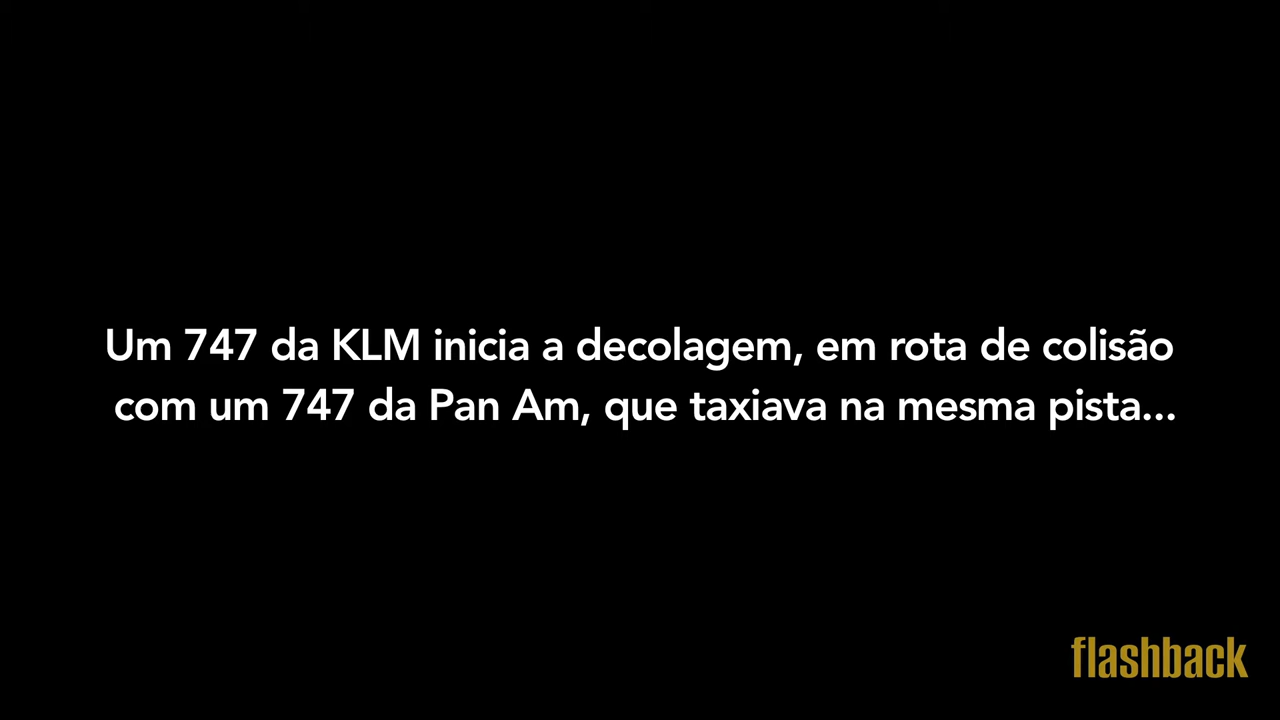 Um 747 da KLM inicia a decolagem, em rota de colisão
com um 747 da Pan Am, que taxiava na mesma pista...
flashback